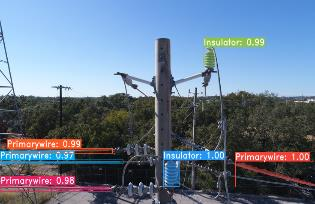 Insulator: 0.99
Primarywire: 0.99
Primarywire: 0.97
Insulator: 1.00
Primarywire: 1.00
Primarywire: 0.98